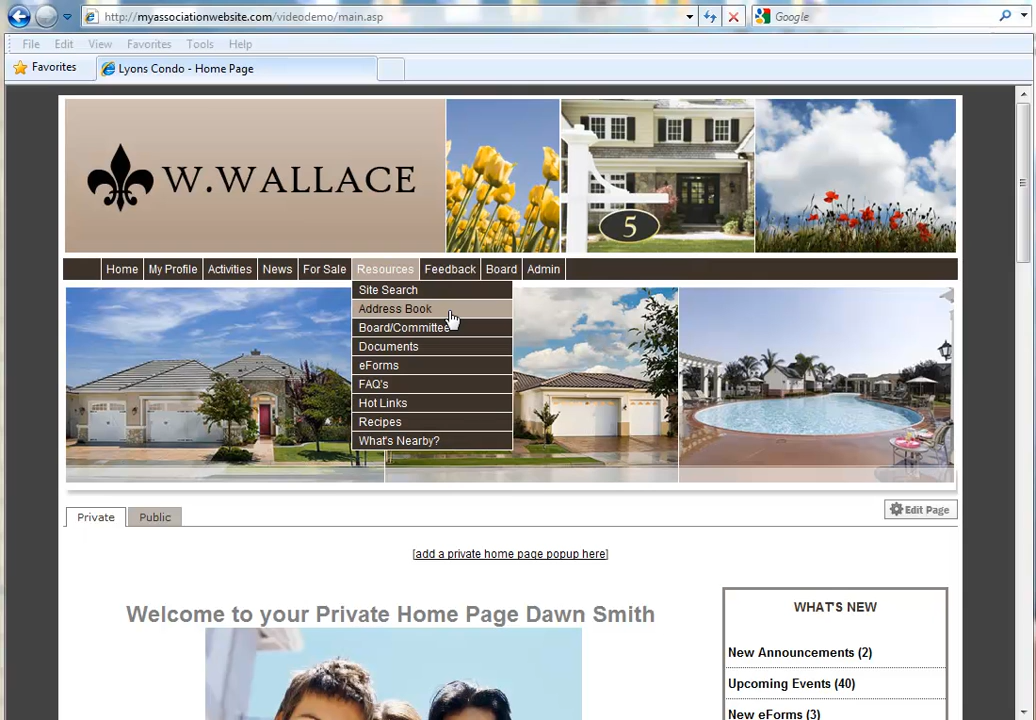 http://myassociationwebsite.com/videodemo/main.asp
Google
File Edit View Favorites Tools Help
Favorites
Lyons Condo - Home Page
W.WALLACE
5
Home My Profile Activities News For Sale Resources Feedback Board Admin
Site Search
Address Book
Board/Committee
Documents
eForms
FAQ's
Hot Links
Recipes
What's Nearby?
Private Public
Edit Page
[add a private home page popup here]
Welcome to your Private Home Page Dawn Smith
WHAT'S NEW
New Announcements (2)
Upcoming Events (40)
New eForms (3)